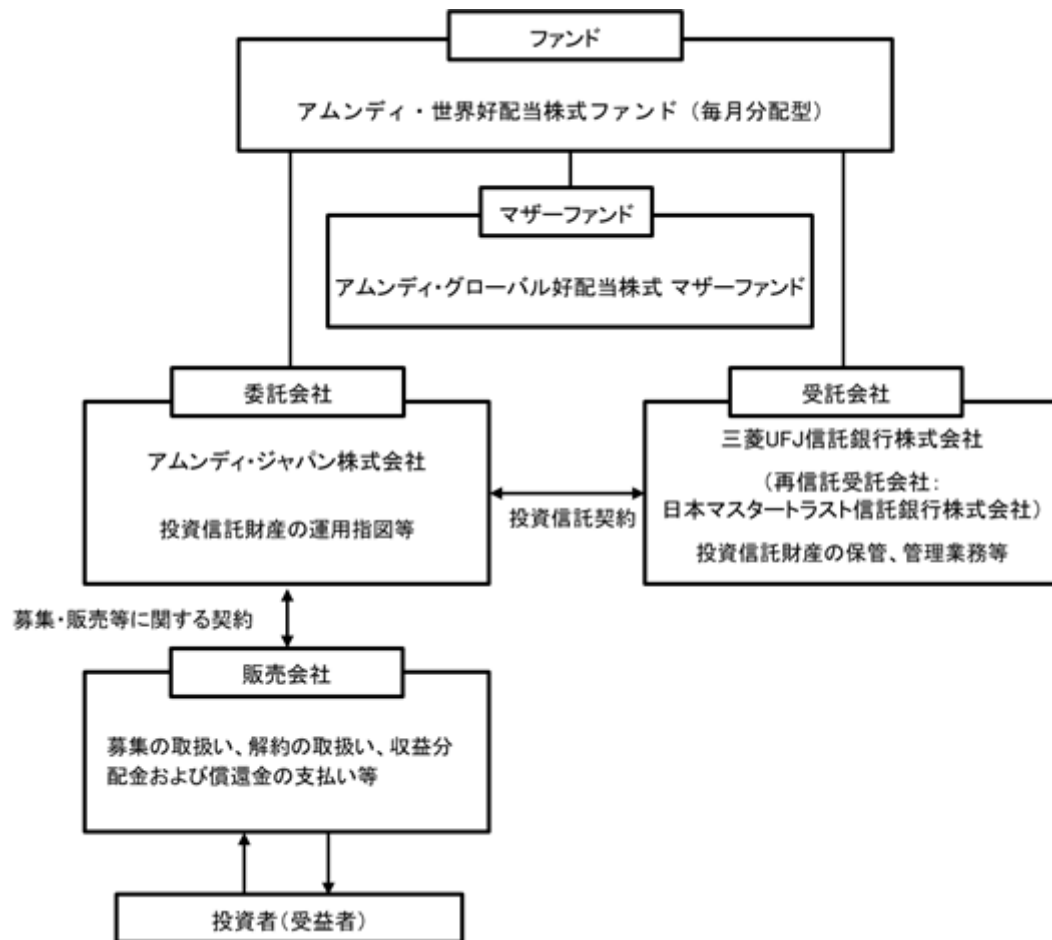 ファンド
アムンディ・世界好配当株式ファンド（毎月分配型）
マザーファンド
アムンディ・グローバル好配当株式 マザーファンド
委託会社
アムンディ・ジャパン株式会社
投資信託財産の運用指図等
投資信託契約
受託会社
三菱UFJ信託銀行株式会社
（再信託受託会社：
日本マスタートラスト信託銀行株式会社）
投資信託財産の保管、管理業務等
募集・販売等に関する契約
販売会社
募集の取扱い、解約の取扱い、収益分
配金および償還金の支払い等
投資者（受益者）